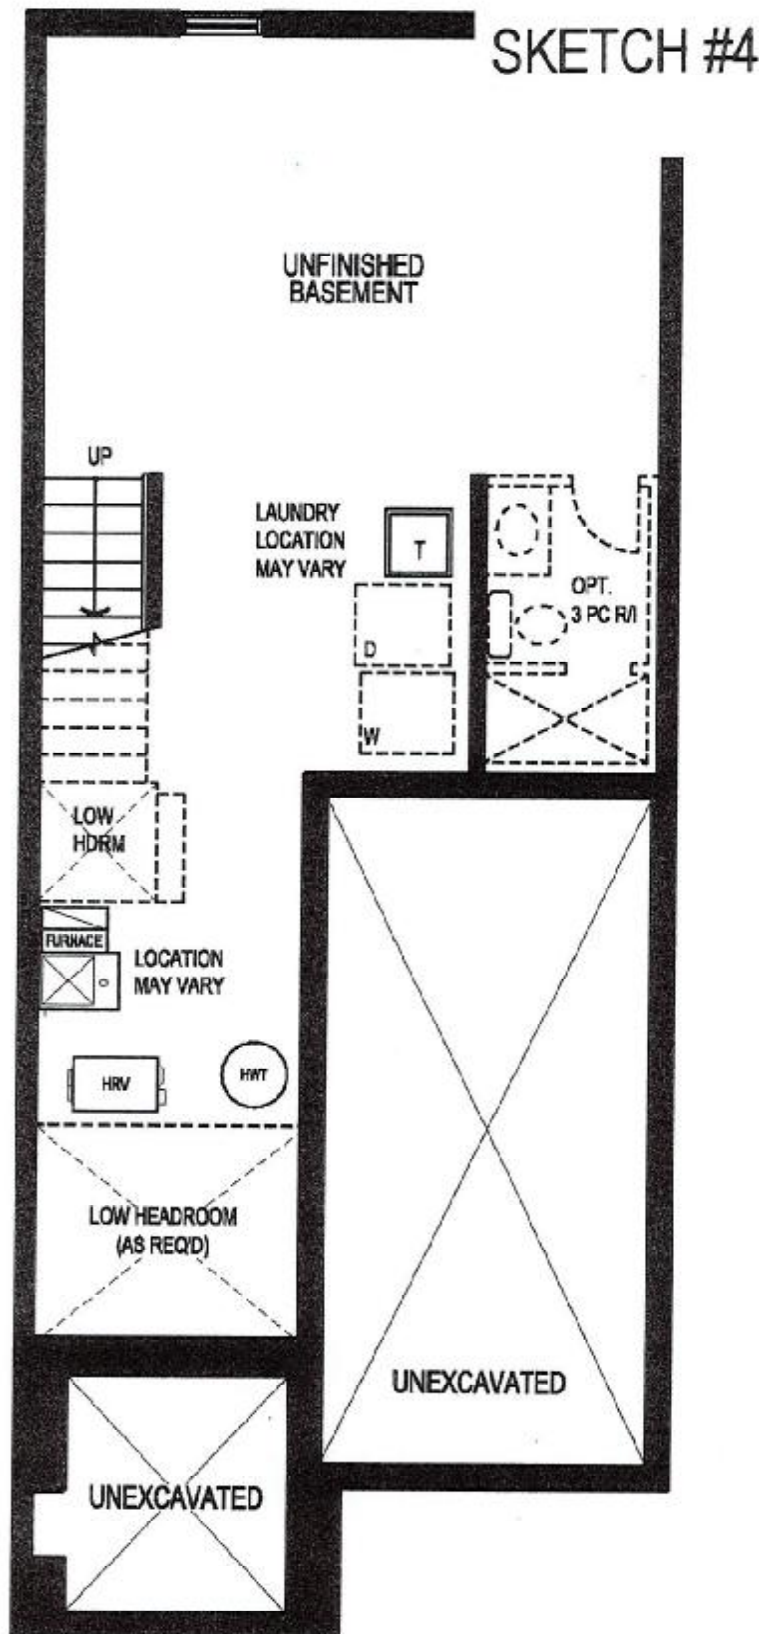 SKETCH #4
UNFINISHED
BASEMENT
UP
LAUNDRY
LOCATION
MAY VARY
T
OPT.
3 PC R/I
D
W
LOW
HDRM
FURNACE
LOCATION
MAY VARY
HRV
HWT
LOW HEADROOM
(AS REQ'D)
UNEXCAVATED
UNEXCAVATED